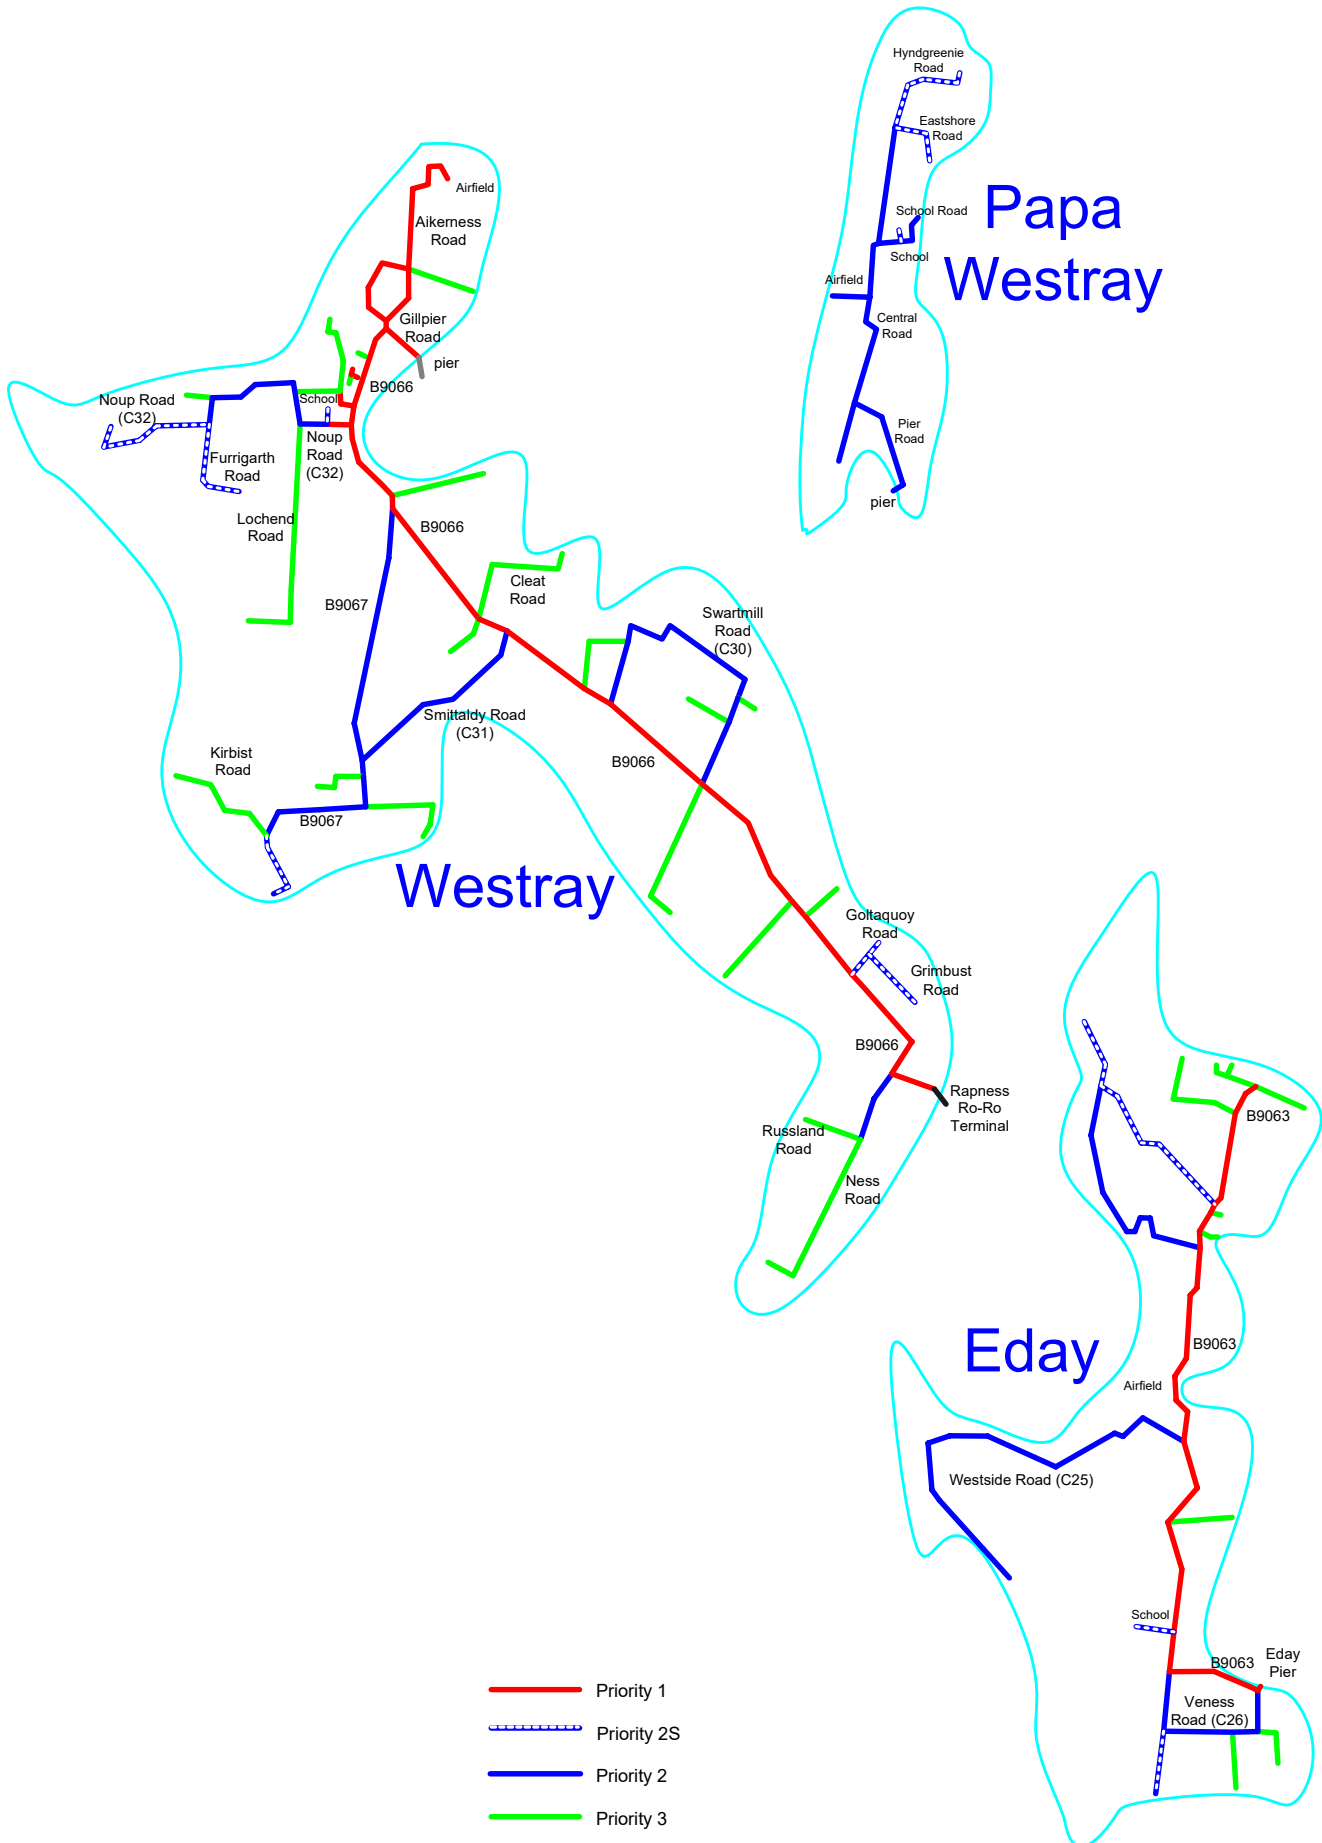 Hyndgreenie
Road
Eastshore
Road
Papa
Westray
School Road
School
Airfield
Central
Road
Pier
Road
pier
Airfield
Aikerness
Road
Gillpier
Road
pier
B9066
School
Noup Road
(C32)
Noup
Road
(C32)
Furrigarth
Road
Lochend
Road
B9066
B9067
Cleat
Road
Swartmill
Road
(C30)
Smittaldy Road
(C31)
B9066
Kirbist
Road
B9067
Westray
Goltaquoy
Road
Grimbust
Road
B9066
Rapness
Ro-Ro
Terminal
Russland
Road
Ness
Road
B9063
B9063
Eday
Airfield
Westside Road (C25)
School
B9063
Eday
Pier
Veness
Road (C26)
Priority 1
Priority 2S
Priority 2
Priority 3